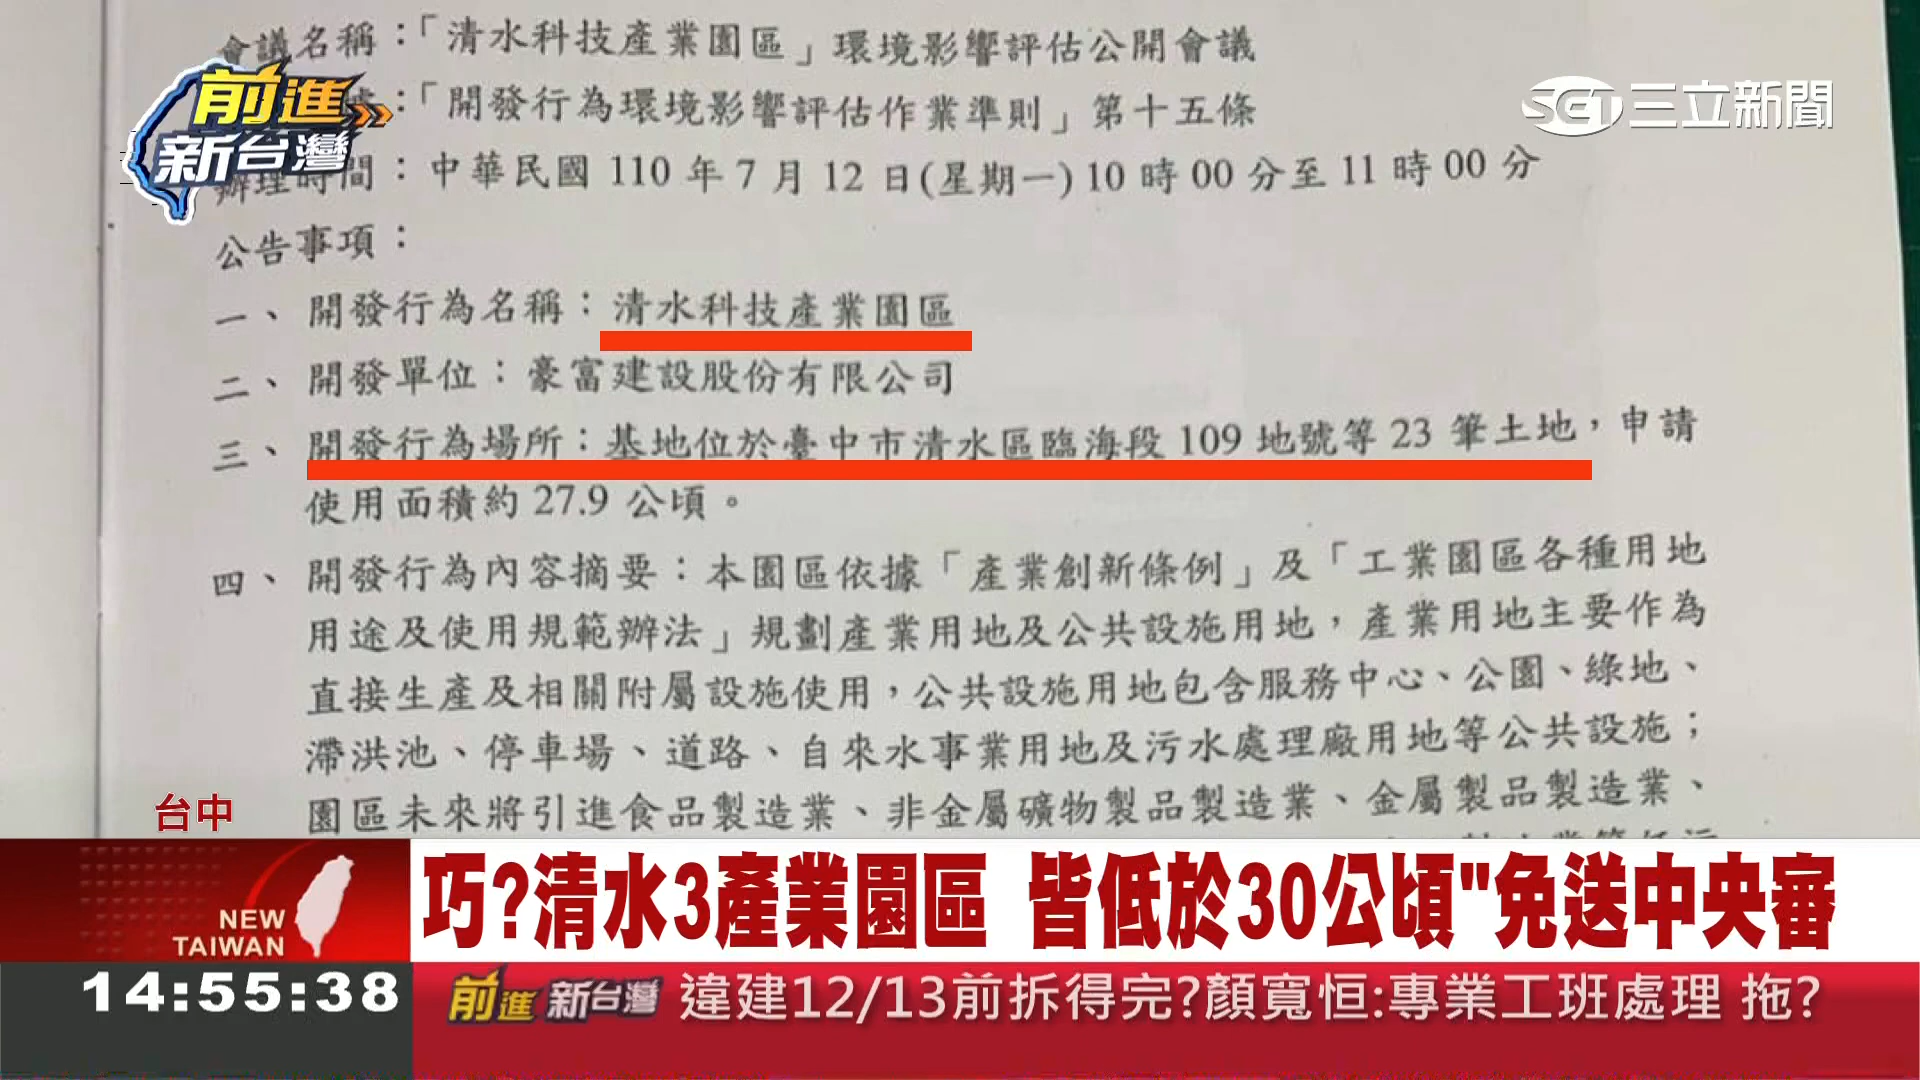 會議名稱：「清水科技產業園區」環境影響評估公開會議
：「開發行為環境影響評估作業準則」第十五條
辦理時間：中華民國 110 年 7 月 12 日(星期一) 10 時 00 分至 11 時 00 分
公告事項：
一、開發行為名稱：清水科技產業園區
二、開發單位：豪富建設股份有限公司
三、開發行為場所：基地位於臺中市清水區臨海段 109 地號等 23 筆土地，申請
使用面積約 27.9 公頃。
四、開發行為內容摘要：本園區依據「產業創新條例」及「工業園區各種用地
用途及使用規範辦法」規劃產業用地及公共設施用地，產業用地主要作為
直接生產及相關附屬設施使用，公共設施用地包含服務中心、公園、綠地、
滯洪池、停車場、道路、自來水事業用地及污水處理廠用地等公共設施；
園區未來將引進食品製造業、非金屬礦物製品製造業、金屬製品製造業、
前進
新台灣
SET三立新聞
台中
NEW
TAIWAN
巧?清水3產業園區 皆低於30公頃"免送中央審
14:55:38
前進新台灣 違建12/13前拆得完?顏寬恒:專業工班處理 拖?